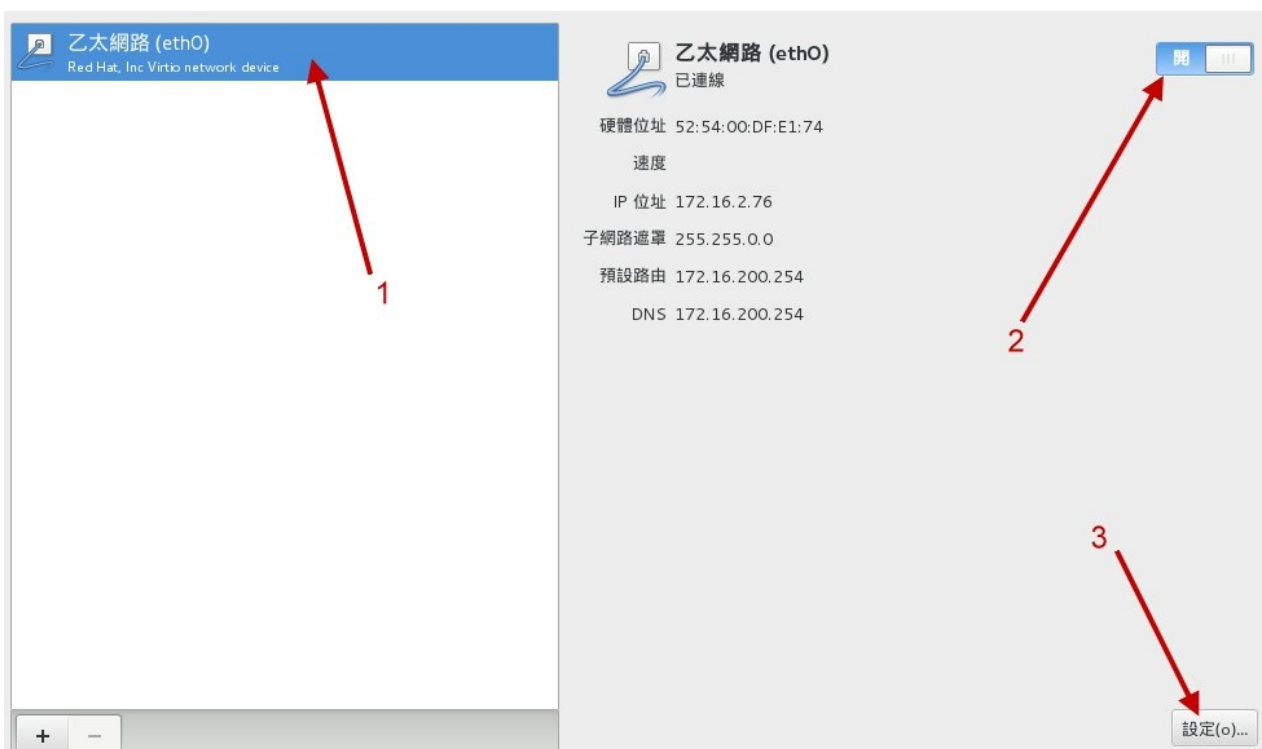 乙太網路 (eth0)
Red Hat, Inc Virtio network device
乙太網路 (eth0)
已連線
開
硬體位址 52:54:00:DF:E1:74
速度
IP 位址 172.16.2.76
子網路遮罩 255.255.0.0
預設路由 172.16.200.254
DNS 172.16.200.254
1
2
3
+ −
設定(o)...